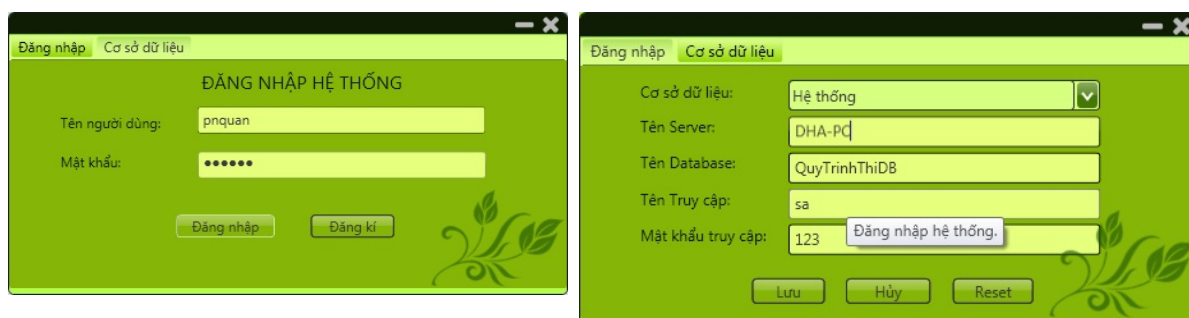 Đăng nhập Cơ sở dữ liệu
ĐĂNG NHẬP HỆ THỐNG
Tên người dùng: pnquan
Mật khẩu: ●●●●●●
Đăng nhập Đăng kí
Đăng nhập Cơ sở dữ liệu
Cơ sở dữ liệu: Hệ thống
Tên Server: DHA-PC
Tên Database: QuyTrinhThiDB
Tên Truy cập: sa
Mật khẩu truy cập: 123
Đăng nhập hệ thống.
Lưu Hủy Reset